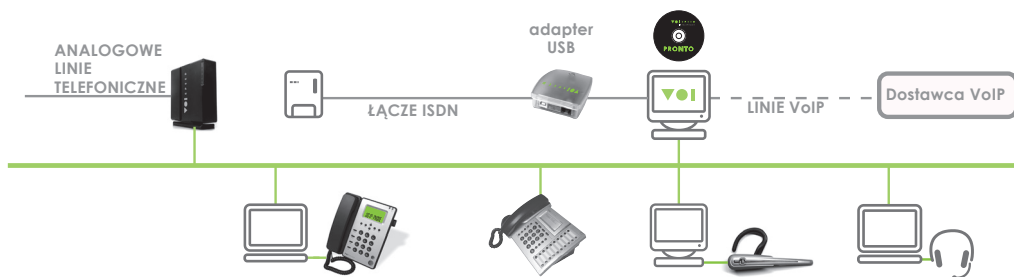 ANALOGOWE
LINIE
TELEFONICZNE
ŁĄCZE ISDN
adapter
USB
PRONTO
VOI
LINIE VoIP
Dostawca VoIP